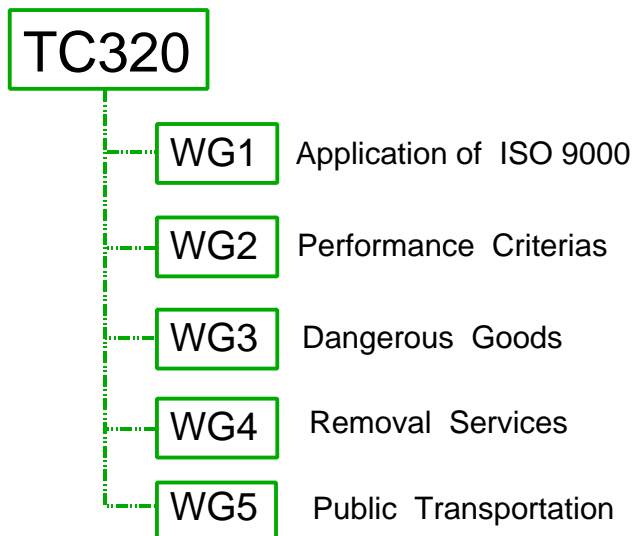 TC320
WG1 Application of ISO 9000
WG2 Performance Criterias
WG3 Dangerous Goods
WG4 Removal Services
WG5 Public Transportation